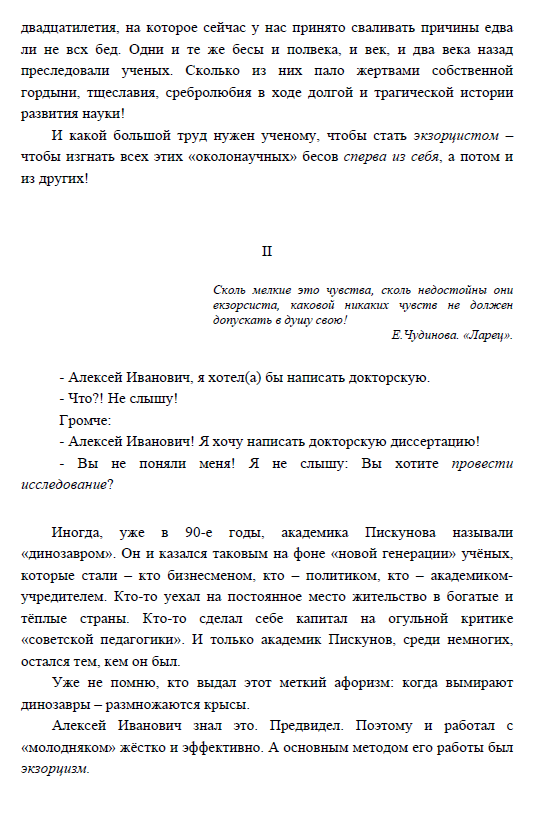 двадцатилетия, на которое сейчас у нас принято сваливать причины едва
ли не всх бед. Одни и те же бесы и полвека, и век, и два века назад
преследовали ученых. Сколько из них пало жертвами собственной
гордыни, тщеславия, сребролюбия в ходе долгой и трагической истории
развития науки!
И какой большой труд нужен ученому, чтобы стать экзорцистом –
чтобы изгнать всех этих «околонаучных» бесов сперва из себя, а потом и
из других!
II
Сколь мелкие это чувства, сколь недостойны они
екзорсиста, каковой никаких чувств не должен
допускать в душу свою!
Е.Чудинова. «Ларец».
- Алексей Иванович, я хотел(а) бы написать докторскую.
- Что?! Не слышу!
Громче:
- Алексей Иванович! Я хочу написать докторскую диссертацию!
- Вы не поняли меня! Я не слышу: Вы хотите провести
исследование?
Иногда, уже в 90-е годы, академика Пискунова называли
«динозавром». Он и казался таковым на фоне «новой генерации» учёных,
которые стали – кто бизнесменом, кто – политиком, кто – академиком-
учредителем. Кто-то уехал на постоянное место жительство в богатые и
тёплые страны. Кто-то сделал себе капитал на огульной критике
«советской педагогики». И только академик Пискунов, среди немногих,
остался тем, кем он был.
Уже не помню, кто выдал этот меткий афоризм: когда вымирают
динозавры – размножаются крысы.
Алексей Иванович знал это. Предвидел. Поэтому и работал с
«молодняком» жёстко и эффективно. А основным методом его работы был
экзорцизм.